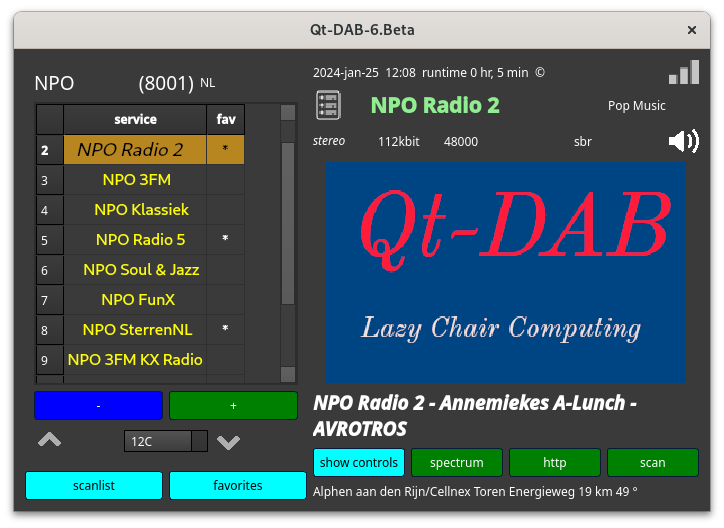 Qt-DAB-6.Beta ×
NPO (8001) NL
service fav
2 NPO Radio 2 *
3 NPO 3FM
4 NPO Klassiek
5 NPO Radio 5 *
6 NPO Soul & Jazz
7 NPO FunX
8 NPO SterrenNL *
9 NPO 3FM KX Radio
- +
12C
scanlist favorites
2024-jan-25 12:08 runtime 0 hr, 5 min ©
NPO Radio 2 Pop Music
stereo 112kbit 48000 sbr
Qt-DAB
Lazy Chair Computing
NPO Radio 2 - Annemiekes A-Lunch -
AVROTROS
show controls spectrum http scan
Alphen aan den Rijn/Cellnex Toren Energieweg 19 km 49 °